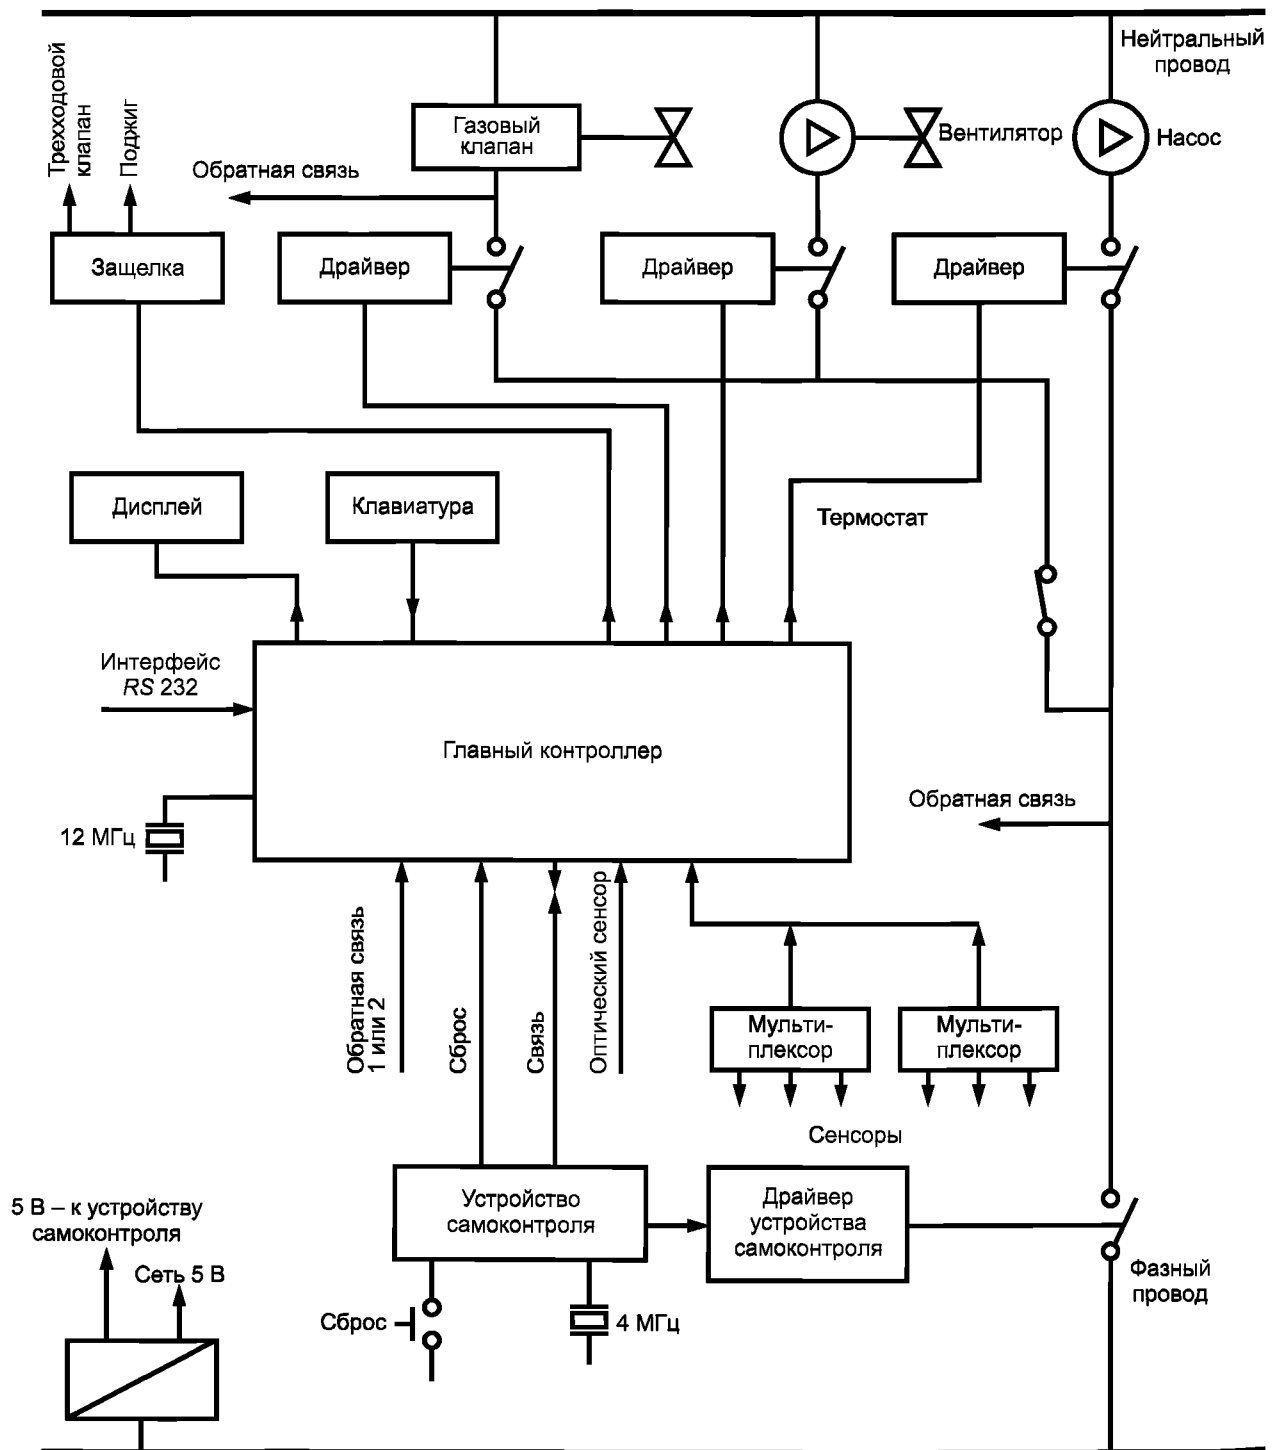 Нейтральный
провод
Трехходовой
клапан
Поджиг
Газовый
клапан
Вентилятор
Насос
Обратная связь
Защелка
Драйвер
Драйвер
Драйвер
Дисплей
Клавиатура
Термостат
Интерфейс
RS 232
Главный контроллер
12 МГц
Обратная связь
Обратная связь
1 или 2
Сброс
Связь
Оптический сенсор
Мульти-
плексор
Мульти-
плексор
Сенсоры
Устройство
самоконтроля
Драйвер
устройства
самоконтроля
5 В – к устройству
самоконтроля
Сеть 5 В
Сброс
4 МГц
Фазный
провод